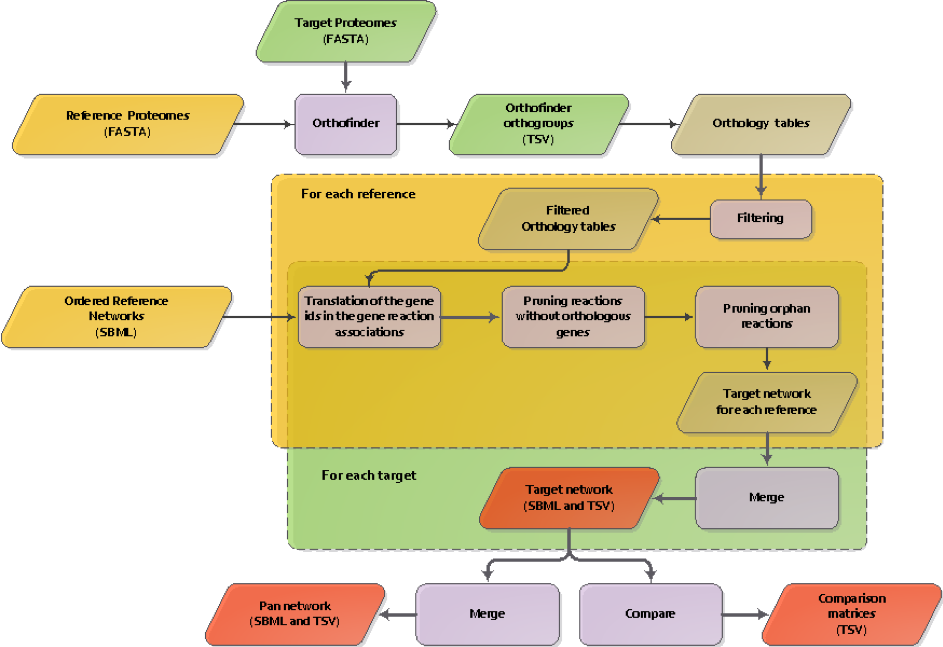 Target Proteomes
(FASTA)
Reference Proteomes
(FASTA)
Orthofinder
Orthofinder
orthogroups
(TSV)
Orthology tables
For each reference
Filtered
Orthology tables
Filtering
Ordered Reference
Networks
(SBML)
Translation of the gene
ids in the gene reaction
associations
Pruning reactions
without orthologous
genes
Pruning orphan
reactions
Target network
for each reference
For each target
Target network
(SBML and TSV)
Merge
Pan network
(SBML and TSV)
Merge
Compare
Comparison
matrices
(TSV)